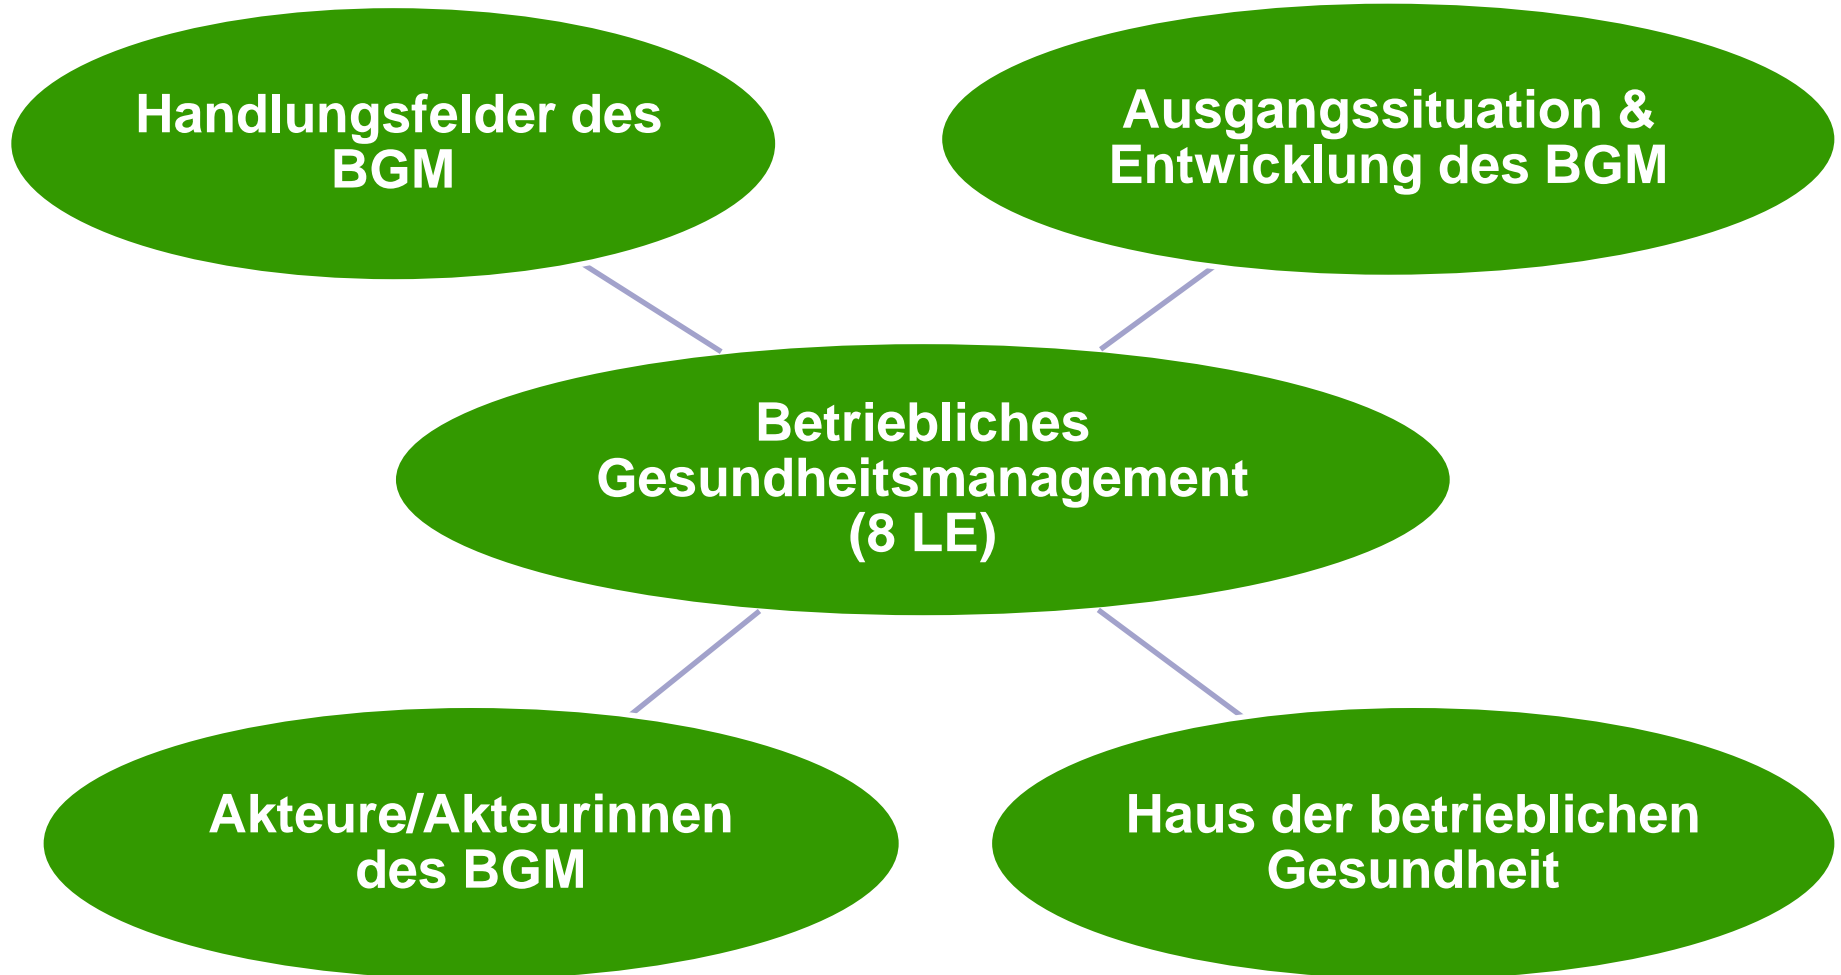 Handlungsfelder des
BGM
Ausgangssituation &
Entwicklung des BGM
Betriebliches
Gesundheitsmanagement
(8 LE)
Akteure/Akteurinnen
des BGM
Haus der betrieblichen
Gesundheit